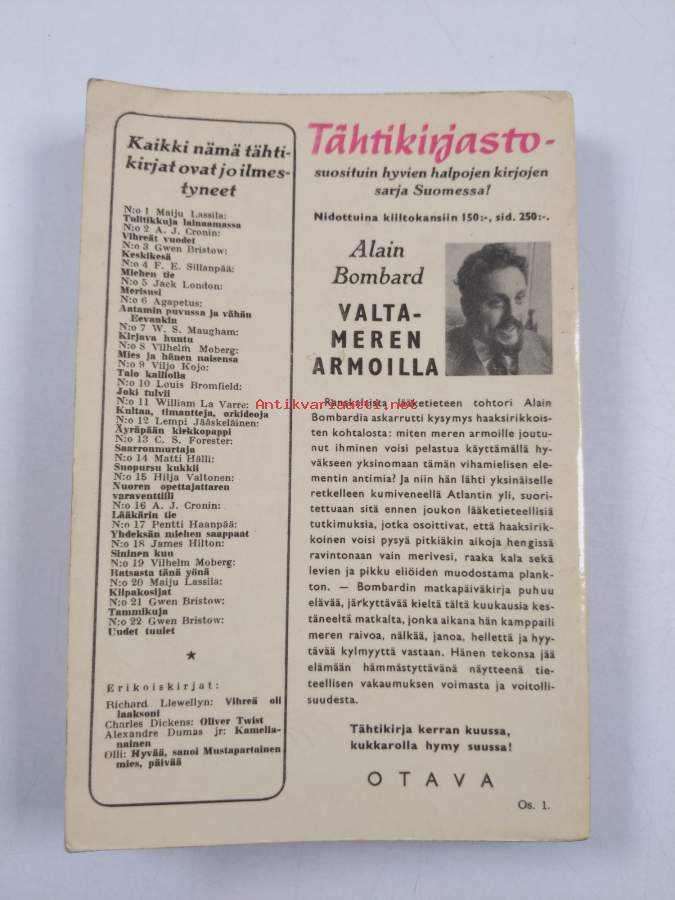 Kaikki nämä tähti-
kirjat ovat jo ilmes-
tyneet
N:o 1 Maiju Lassila:
Tulitikkuja lainaamassa
N:o 2 A. J. Cronin:
Vihreät vuodet
N:o 3 Gwen Bristow:
Keskikesä
N:o 4 F. E. Sillanpää:
Miehen tie
N:o 5 Jack London:
Merisusi
N:o 6 Agapetus:
Aatamin puvussa ja vähän
Eevankin
N:o 7 W. S. Maugham:
Kirjava huntu
N:o 8 Vilhelm Moberg:
Mies ja hänen naisensa
N:o 9 Viljo Kojo:
Talo kalliolla
N:o 10 Louis Bromfield:
Joki tulvii
N:o 11 William La Varre:
Kultaa, timantteja, orkideoja
N:o 12 Lempi Jääskeläinen:
Äyräpään kiekkopappi
N:o 13 C. S. Forester:
Saarronmurtaja
N:o 14 Matti Hälli:
Suopursu kukkii
N:o 15 Hilja Valtonen:
Nuoren opettajattaren
varaventtiili
N:o 16 A. J. Cronin:
Lääkärin tie
N:o 17 Pentti Haanpää:
Yhdeksän miehen saappaat
N:o 18 James Hilton:
Sininen kuu
N:o 19 Vilhelm Moberg:
Ratsasta tänä yönä
N:o 20 Maiju Lassila:
Kilpakosijat
N:o 21 Gwen Bristow:
Tammikuja
N:o 22 Gwen Bristow:
Uudet tuulet
★
Erikoiskirjat:
Richard Llewellyn: Vihreä oli
laaksoni
Charles Dickens: Oliver Twist
Alexandre Dumas jr: Kamelia-
nainen
Olli: Hyvää, sanoi Mustapartainen
mies, päivää
Tähtikirjasto-
suosituin hyvien halpojen kirjojen
sarja Suomessa!
Nidottuina kiiltokansiin 150:-, sid. 250:-.
Alain
Bombard
VALTA-
MEREN
ARMOILLA
Antikvariaatti.net
Ranskalaista lääketieteen tohtori Alain
Bombardia askarrutti kysymys haaksirikkois-
ten kohtalosta: miten meren armoille joutu-
nut ihminen voisi pelastua käyttämällä hy-
väkseen yksinomaan tämän vihamielisen ele-
mentin antimia? Ja niin hän lähti yksinäiselle
retkelleen kumiveneellä Atlantin yli, suori-
tettuaan sitä ennen joukon lääketieteellisiä
tutkimuksia, jotka osoittivat, että haaksirik-
koinen voisi pysyä pitkiäkin aikoja hengissä
ravintonaan vain merivesi, raaka kala sekä
levien ja pikku eliöiden muodostama plank-
ton. — Bombardin matkapäiväkirja puhuu
elävää, järkyttävää kieltä tältä kuukausia kes-
täneeltä matkalta, jonka aikana hän kamppaili
meren raivoa, nälkää, janoa, hellettä ja hyy-
tävää kylmyyttä vastaan. Hänen tekonsa jää
elämään hämmästyttävänä näytteenä tie-
teellisen vakaumuksen voimasta ja voitolli-
suudesta.
Tähtikirja kerran kuussa,
kukkarolla hymy suussa!
OTAVA
Os. 1.